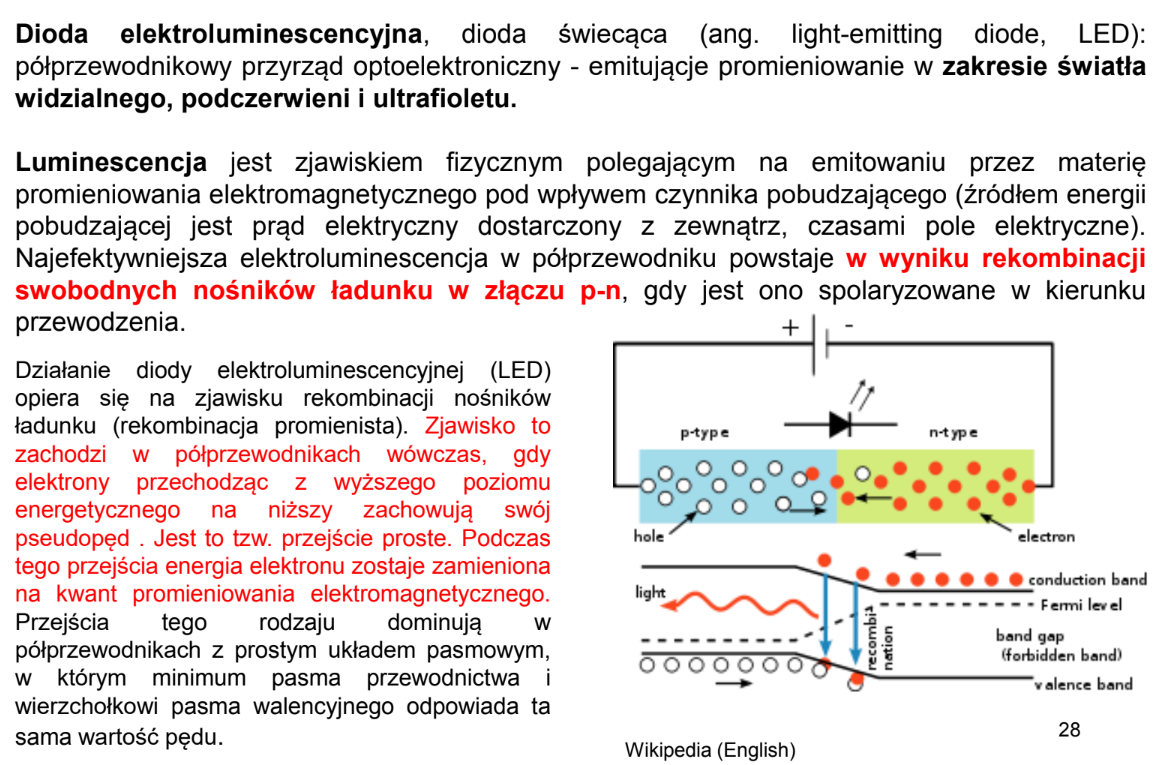 Dioda elektroluminescencyjna, dioda świecąca (ang. light-emitting diode, LED):
półprzewodnikowy przyrząd optoelektroniczny - emitujące promieniowanie w zakresie światła
widzialnego, podczerwieni i ultrafioletu.
Luminescencja jest zjawiskiem fizycznym polegającym na emitowaniu przez materię
promieniowania elektromagnetycznego pod wpływem czynnika pobudzającego (źródłem energii
pobudzającej jest prąd elektryczny dostarczony z zewnątrz, czasami pole elektryczne).
Najefektywniejsza elektroluminescencja w półprzewodniku powstaje w wyniku rekombinacji
swobodnych nośników ładunku w złączu p-n, gdy jest ono spolaryzowane w kierunku
przewodzenia.
Działanie diody elektroluminescencyjnej (LED)
opiera się na zjawisku rekombinacji nośników
ładunku (rekombinacja promienista). Zjawisko to
zachodzi w półprzewodnikach wówczas, gdy
elektrony przechodząc z wyższego poziomu
energetycznego na niższy zachowują swój
pseudopęd . Jest to tzw. przejście proste. Podczas
tego przejścia energia elektronu zostaje zamieniona
na kwant promieniowania elektromagnetycznego.
Przejścia tego rodzaju dominują w
półprzewodnikach z prostym układem pasmowym,
w którym minimum pasma przewodnictwa i
wierzchołkowi pasma walencyjnego odpowiada ta
sama wartość pędu.
+ -
p-type n-type
hole electron
conduction band
light
Fermi level
recombi
nation
band gap
(forbidden band)
valence band
28
Wikipedia (English)